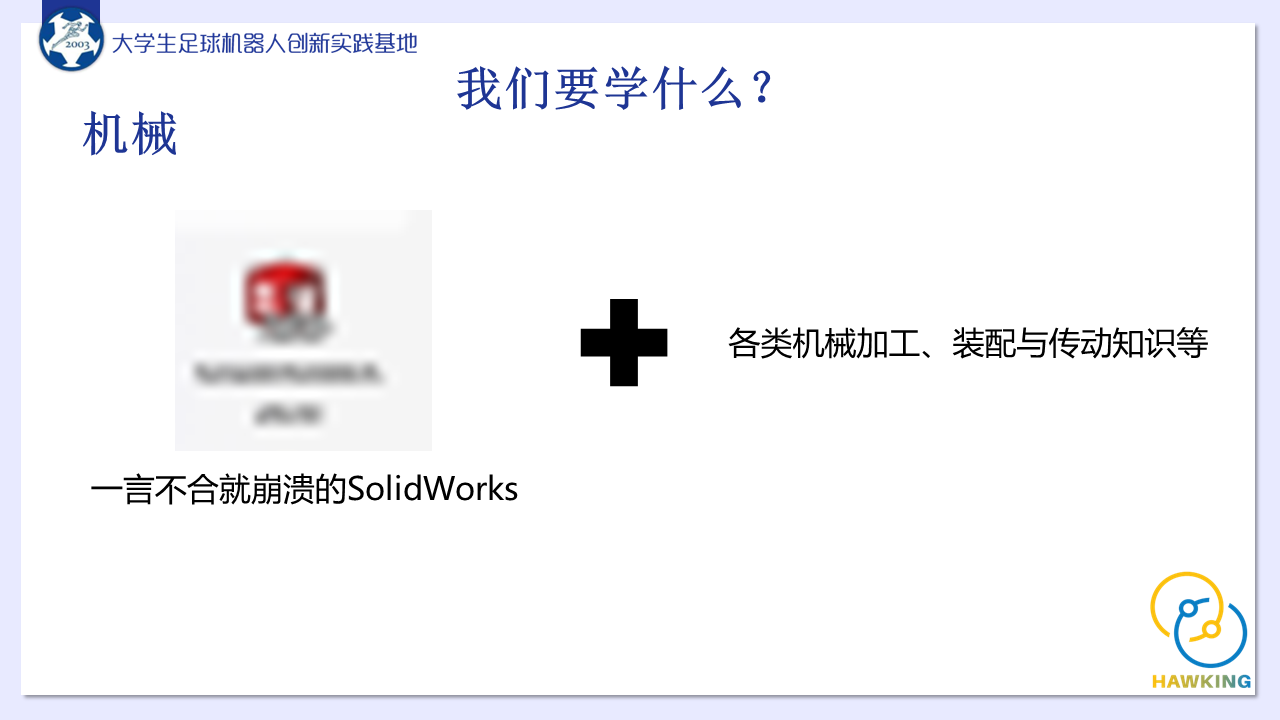 2003
大学生足球机器人创新实践基地
我们要学什么？
机械
各类机械加工、装配与传动知识等
一言不合就崩溃的SolidWorks
HAWKING